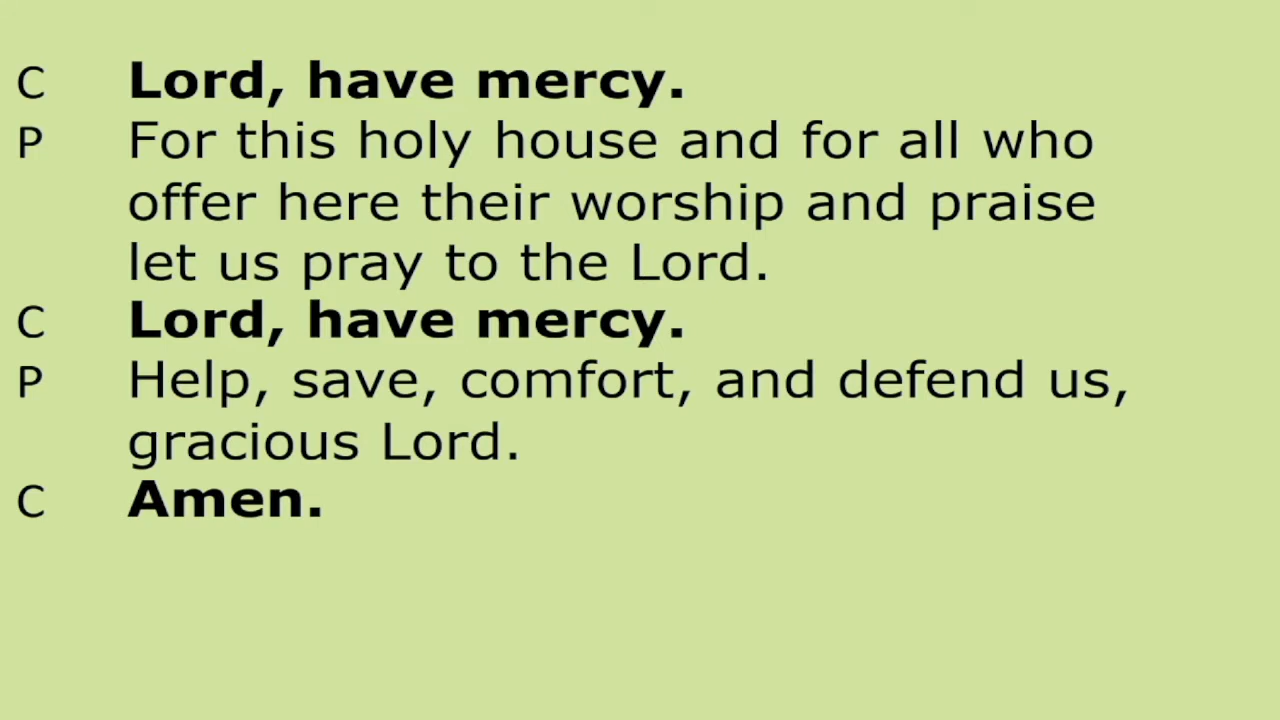 C Lord, have mercy.
P For this holy house and for all who
offer here their worship and praise
let us pray to the Lord.
C Lord, have mercy.
P Help, save, comfort, and defend us,
gracious Lord.
C Amen.